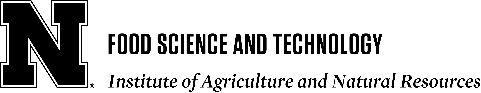 N
FOOD SCIENCE AND TECHNOLOGY
Institute of Agriculture and Natural Resources